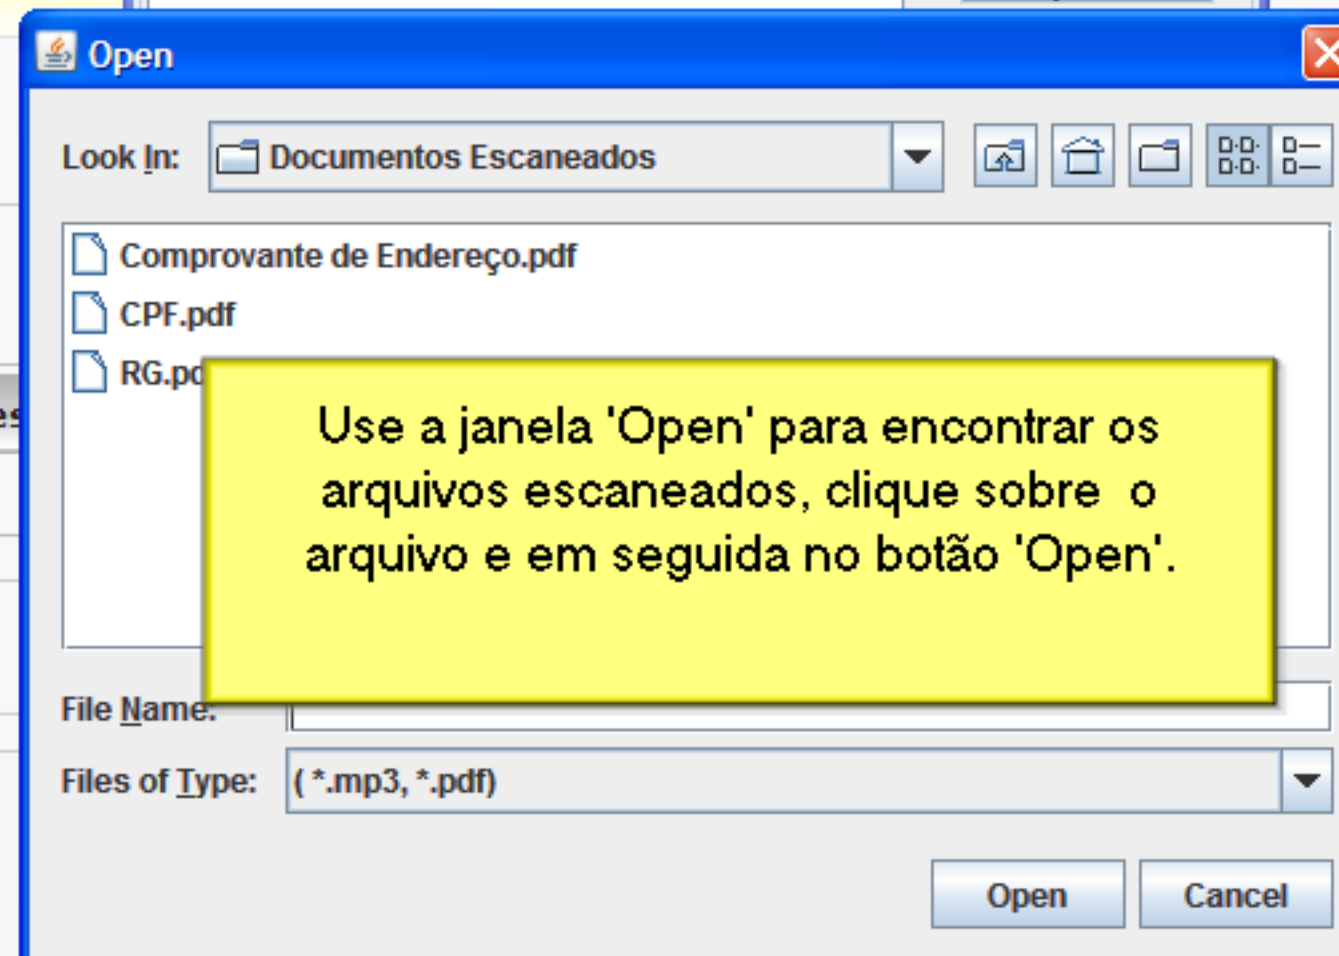 Open
Look In: Documentos Escaneados
Comprovante de Endereço.pdf
CPF.pdf
Use a janela 'Open' para encontrar os
arquivos escaneados, clique sobre o
arquivo e em seguida no botão 'Open'.
File Name:
Files of Type: ( *.mp3, *.pdf)
Open Cancel